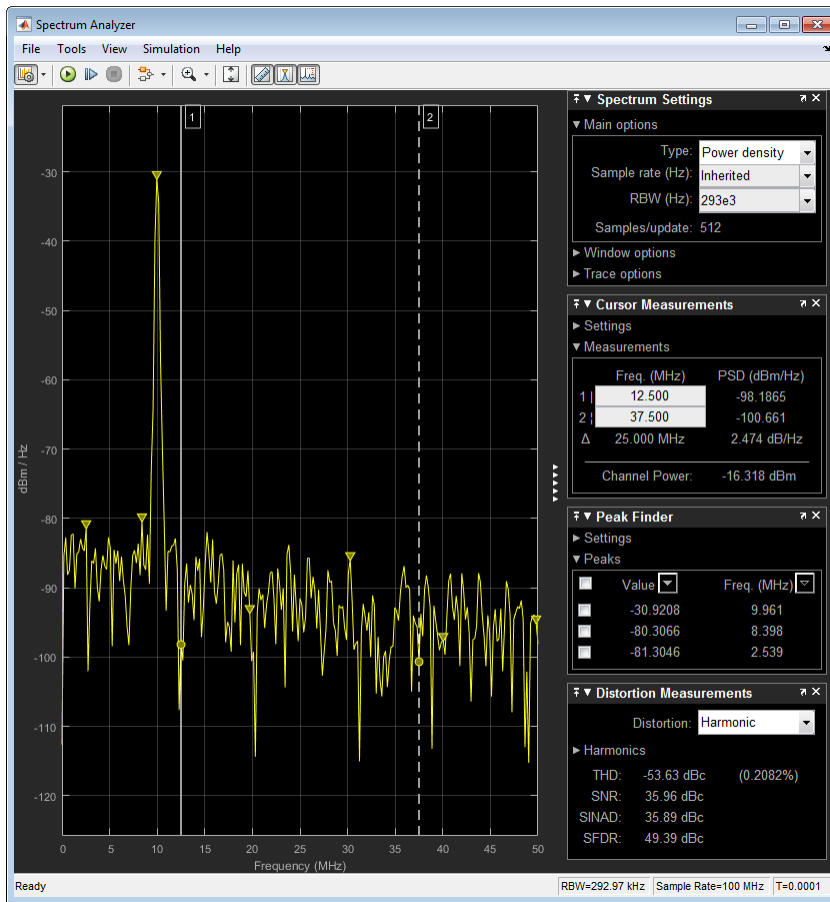 Spectrum Analyzer
File Tools View Simulation Help
1
2
-30
-40
-50
-60
-70
-80
-90
-100
-110
-120
dBm / Hz
0 5 10 15 20 25 30 35 40 45 50
Frequency (MHz)
Spectrum Settings
Main options
Type: Power density
Sample rate (Hz): Inherited
RBW (Hz): 293e3
Samples/update: 512
Window options
Trace options
Cursor Measurements
Settings
Measurements
Freq. (MHz) PSD (dBm/Hz)
1 12.500 -98.1865
2 37.500 -100.661
Δ 25.000 MHz 2.474 dB/Hz
Channel Power: -16.318 dBm
Peak Finder
Settings
Peaks
Value Freq. (MHz)
-30.9208 9.961
-80.3066 8.398
-81.3046 2.539
Distortion Measurements
Distortion: Harmonic
Harmonics
THD: -53.63 dBc (0.2082%)
SNR: 35.96 dBc
SINAD: 35.89 dBc
SFDR: 49.39 dBc
Ready
RBW=292.97 kHz Sample Rate=100 MHz T=0.0001